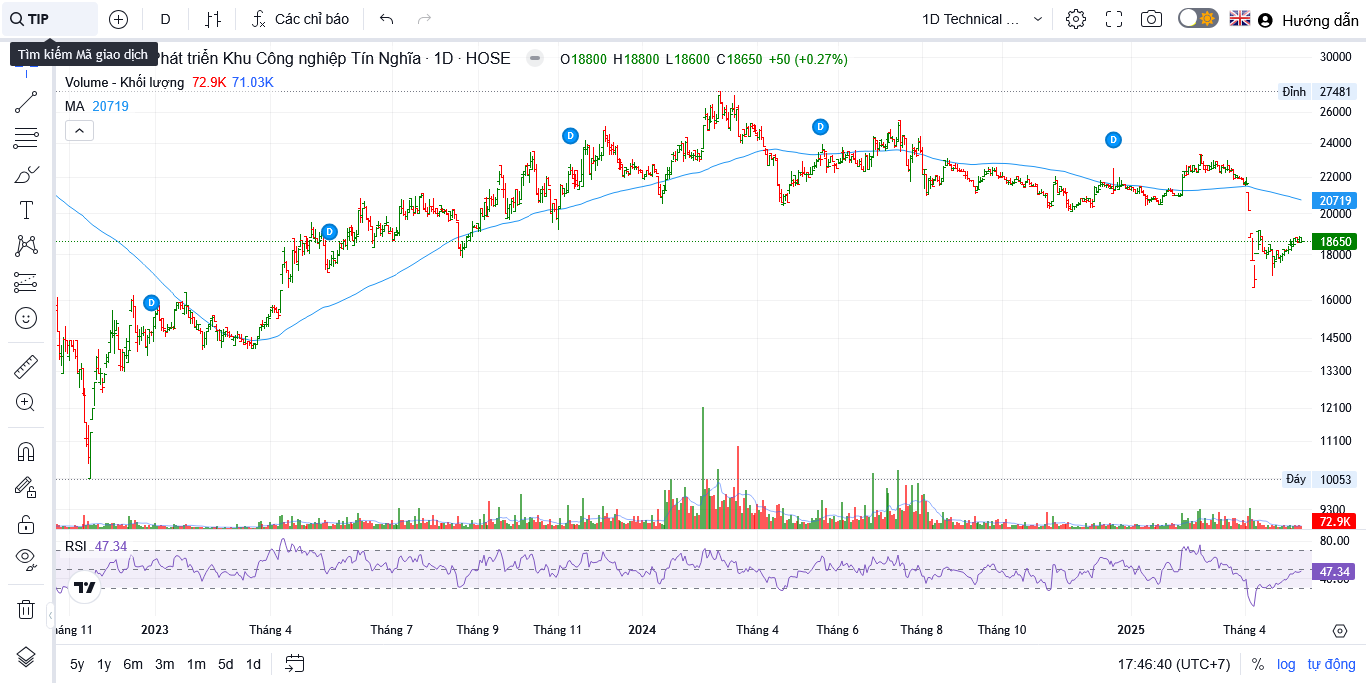 TIP
D
Các chỉ báo
1D Technical ...
Hướng dẫn
Tìm kiếm Mã giao dịch
Phát triển Khu Công nghiệp Tín Nghĩa · 1D · HOSE
O18800 H18800 L18600 C18650 +50 (+0.27%)
Volume - Khối lượng 72.9K 71.03K
MA 20719
30000
Đỉnh 27481
26000
24000
22000
20719
20000
18650
18000
16000
14500
13300
12100
11100
Đáy 10053
9300
72.9K
D
D
D
D
D
RSI 47.34
80.00
47.34
40.00
háng 11
2023
Tháng 4
Tháng 7
Tháng 9
Tháng 11
2024
Tháng 4
Tháng 6
Tháng 8
Tháng 10
2025
Tháng 4
5y 1y 6m 3m 1m 5d 1d
17:46:40 (UTC+7)
% log tự động